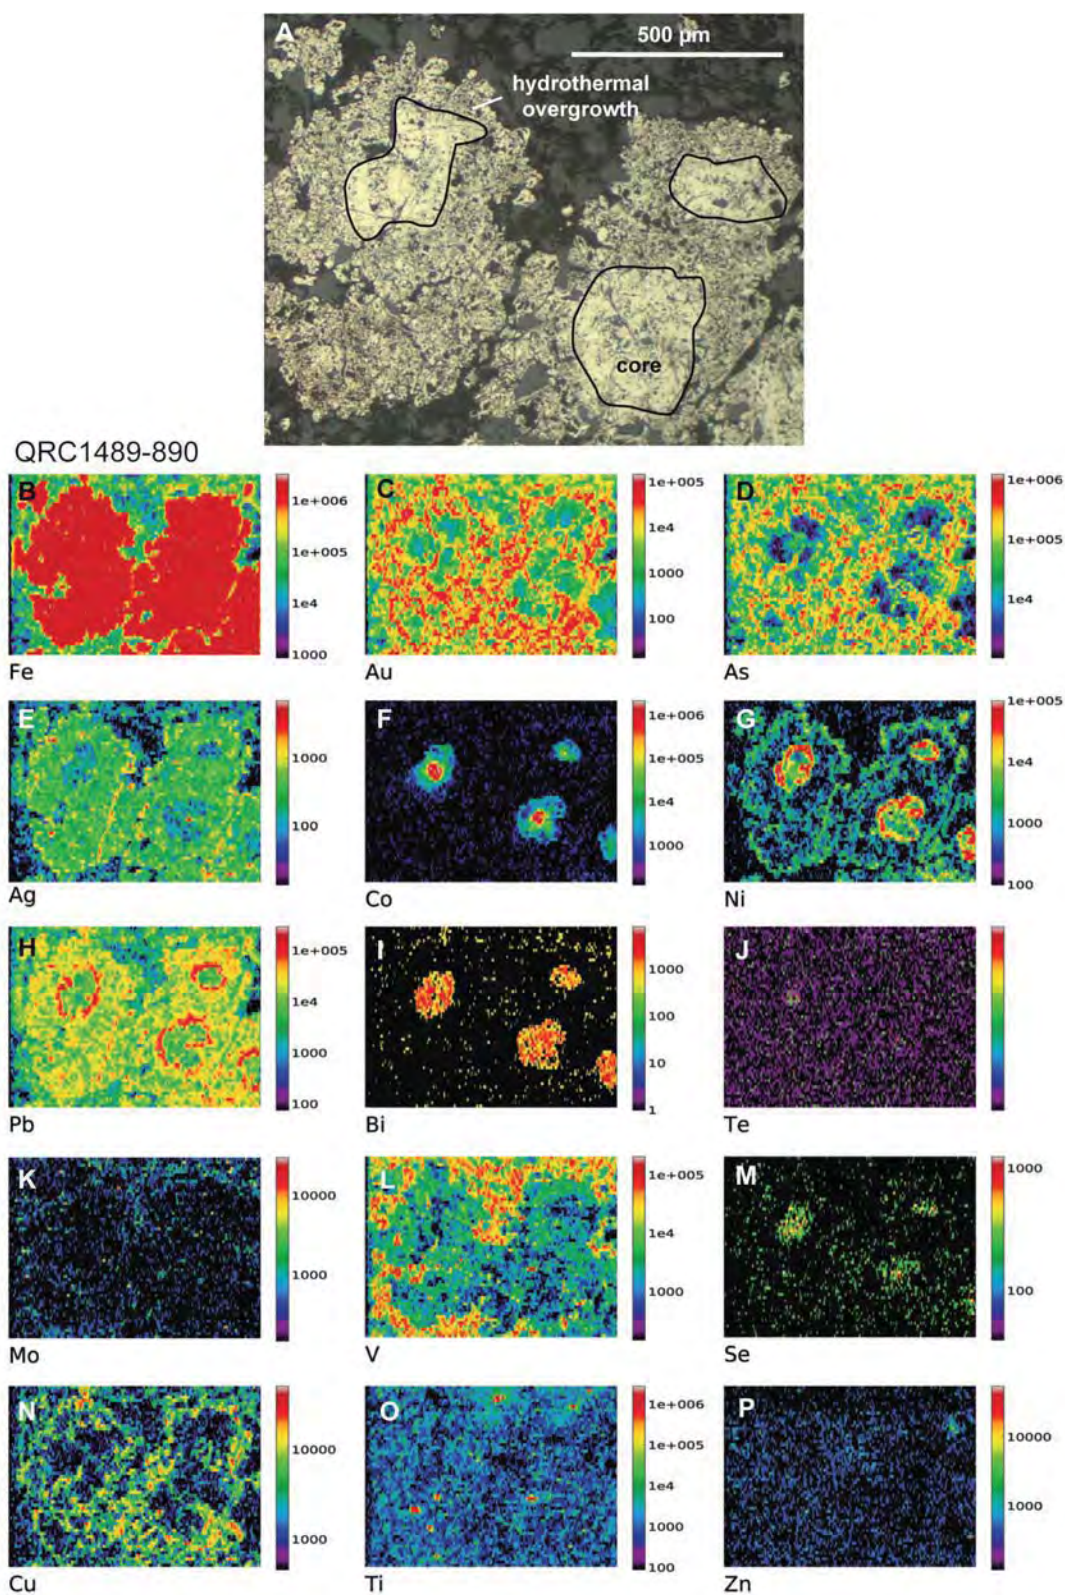 A
500 µm
hydrothermal
overgrowth
core
QRC1489-890
B
1e+006
1e+005
1e4
1000
Fe
C
1e+005
1e4
1000
100
Au
D
1e+006
1e+005
1e4
As
E
1000
100
Ag
F
1e+006
1e+005
1e4
1000
Co
G
1e+005
1e4
1000
100
Ni
H
1e+005
1e4
1000
100
Pb
I
1000
100
10
1
Bi
J
Te
K
10000
1000
Mo
L
1e+005
1e4
1000
V
M
1000
100
Se
N
10000
1000
Cu
O
1e+006
1e+005
1e4
1000
100
Ti
P
10000
1000
Zn